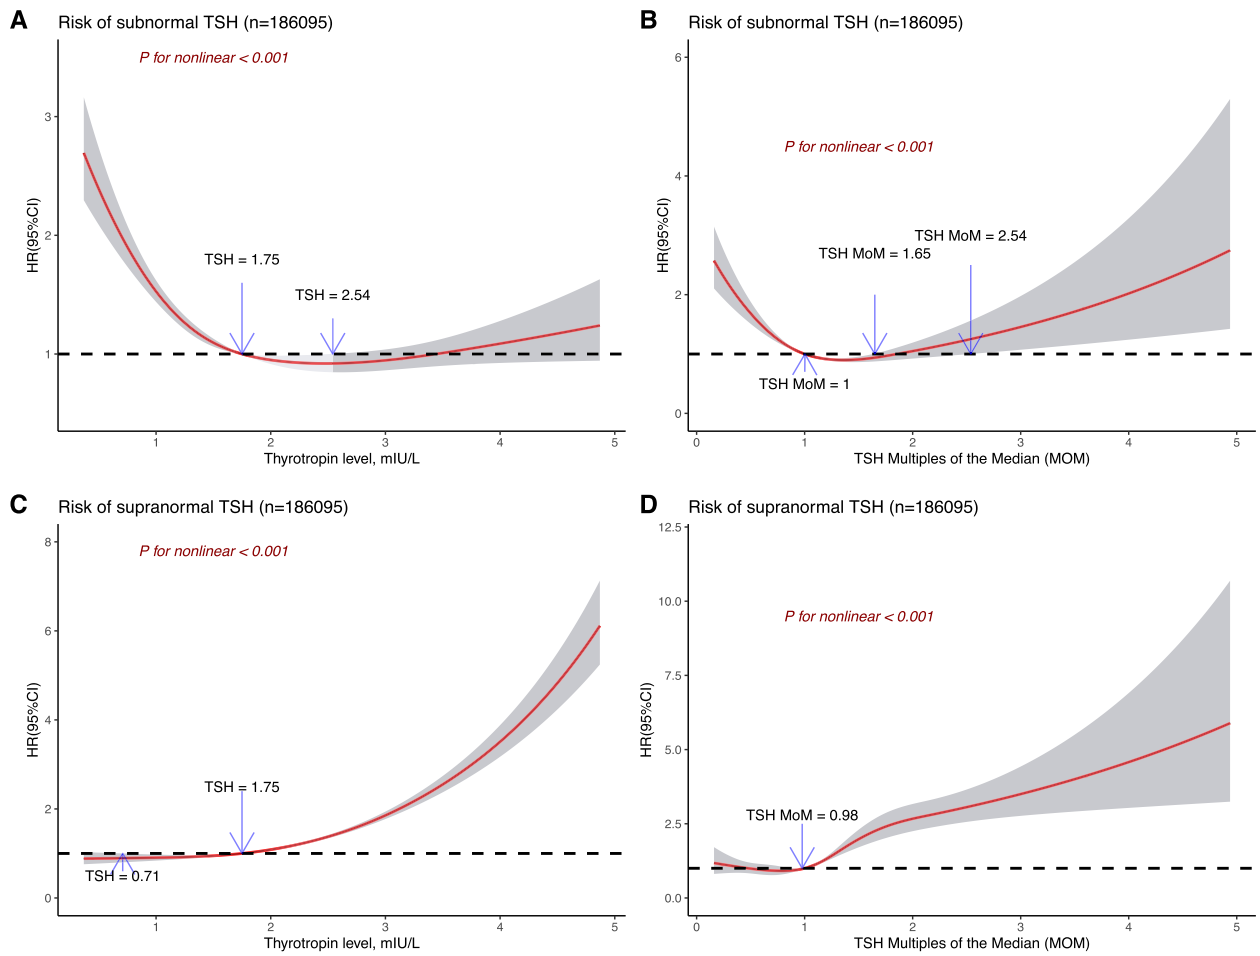 A
Risk of subnormal TSH (n=186095)
P for nonlinear < 0.001
3
2
1
HR(95%CI)
TSH = 1.75
TSH = 2.54
1
2
3
4
5
Thyrotropin level, mIU/L
B
Risk of subnormal TSH (n=186095)
6
4
2
0
HR(95%CI)
P for nonlinear < 0.001
TSH MoM = 2.54
TSH MoM = 1.65
TSH MoM = 1
0
1
2
3
4
5
TSH Multiples of the Median (MOM)
C
Risk of supranormal TSH (n=186095)
P for nonlinear < 0.001
8
6
4
2
0
HR(95%CI)
TSH = 1.75
TSH = 0.71
1
2
3
4
5
Thyrotropin level, mIU/L
D
Risk of supranormal TSH (n=186095)
12.5
10.0
7.5
5.0
2.5
0.0
HR(95%CI)
P for nonlinear < 0.001
TSH MoM = 0.98
0
1
2
3
4
5
TSH Multiples of the Median (MOM)